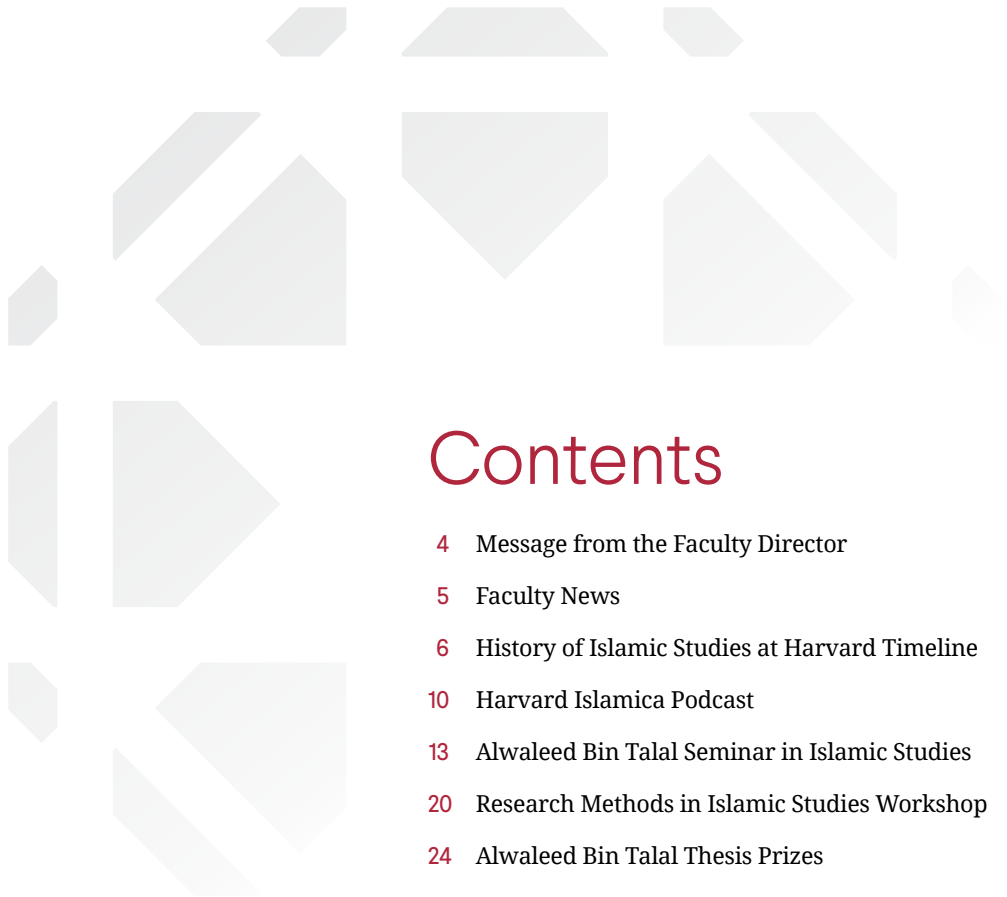 Contents
4 Message from the Faculty Director
5 Faculty News
6 History of Islamic Studies at Harvard Timeline
10 Harvard Islamica Podcast
13 Alwaleed Bin Talal Seminar in Islamic Studies
20 Research Methods in Islamic Studies Workshop
24 Alwaleed Bin Talal Thesis Prizes